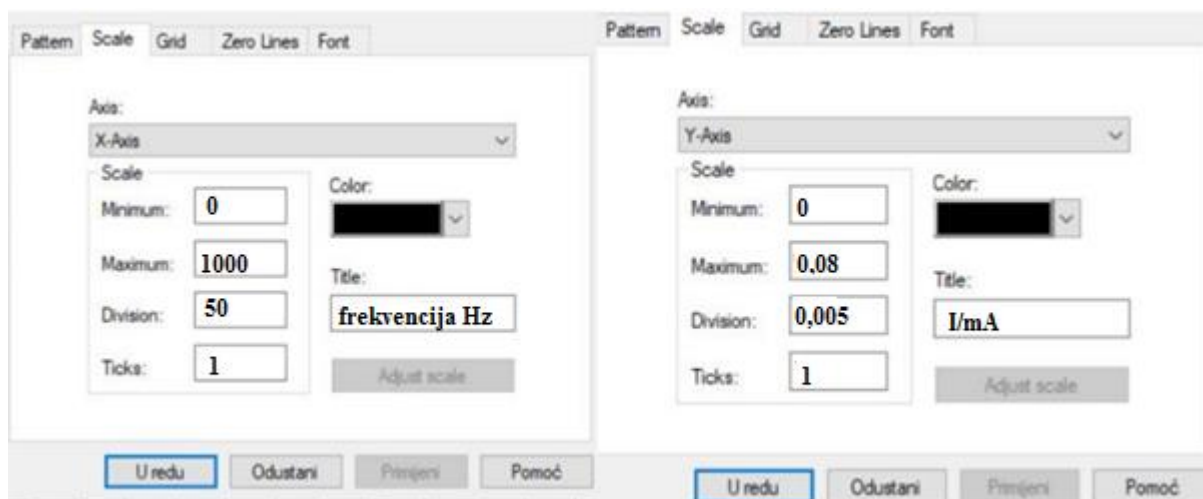 Pattern Scale Grid Zero Lines Font
Axis:
X-Axis
Scale
Minimum: 0
Maximum: 1000
Division: 50
Ticks: 1
Color:
Title:
frekvencija Hz
Adjust scale
U redu Odustani Primijeni Pomoć
Pattern Scale Grid Zero Lines Font
Axis:
Y-Axis
Scale
Minimum: 0
Maximum: 0,08
Division: 0,005
Ticks: 1
Color:
Title:
I/mA
Adjust scale
U redu Odustani Primijeni Pomoć